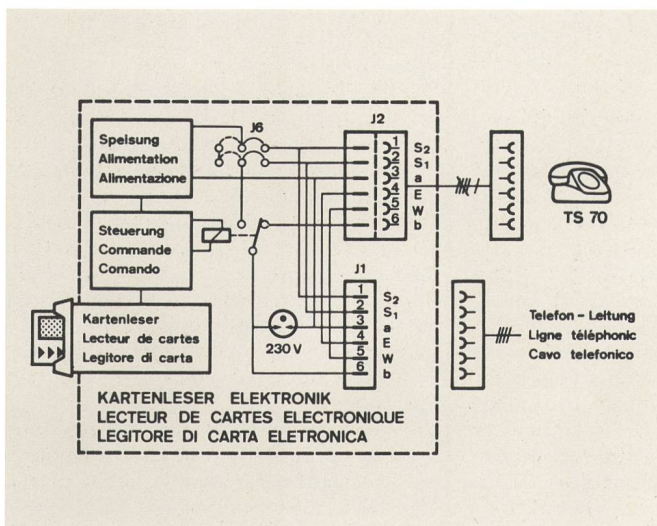 J6
J2
Speisung
Alimentation
Alimentazione
1 S2
2 S1
3 a
4 E
5 W
6 b
TS 70
Steuerung
Commande
Comando
J1
1 S2
2 S1
3 a
4 E
5 W
6 b
Kartenleser
Lecteur de cartes
Legitore di carta
230 V
Telefon - Leitung
Ligne téléphonic
Cavo telefonico
KARTENLESER ELEKTRONIK
LECTEUR DE CARTES ELECTRONIQUE
LEGITORE DI CARTA ELETRONICA